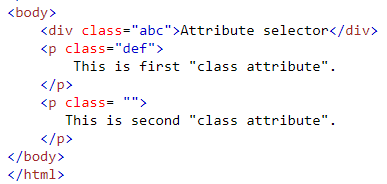 <body>
<div class="abc">Attribute selector</div>
<p class="def">
This is first "class attribute".
</p>
<p class= "">
This is second "class attribute".
</p>
</body>
</html>